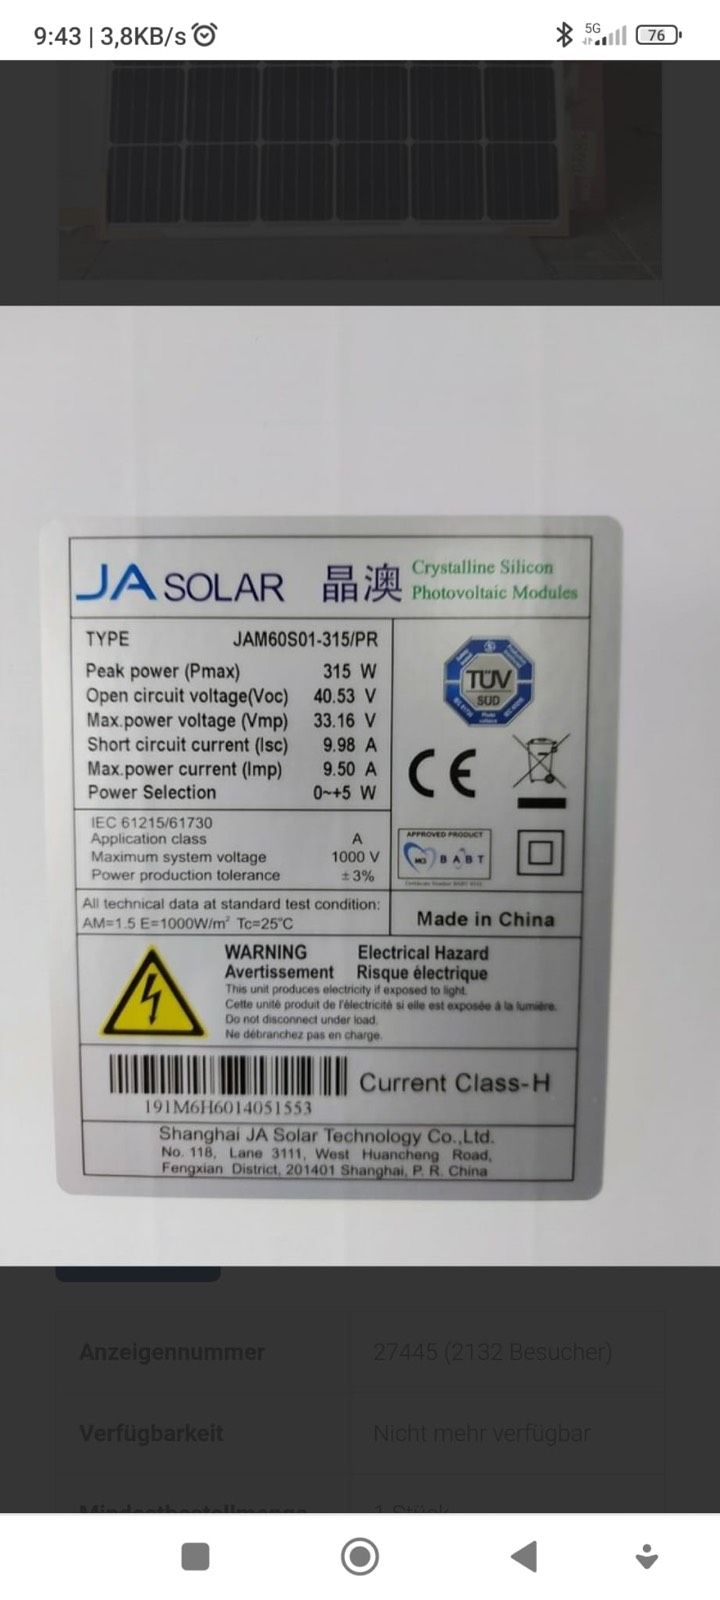 9:43 | 3,8KB/s
5G
76
JA SOLAR 晶澳 Crystalline Silicon
Photovoltaic Modules
TYPE JAM60S01-315/PR
Peak power (Pmax) 315 W
Open circuit voltage(Voc) 40.53 V
Max.power voltage (Vmp) 33.16 V
Short circuit current (Isc) 9.98 A
Max.power current (Imp) 9.50 A
Power Selection 0~+5 W
TÜV
SÜD
CE
IEC 61215/61730
Application class A
Maximum system voltage 1000 V
Power production tolerance ±3%
APPROVED PRODUCT
BABT
All technical data at standard test condition:
AM=1.5 E=1000W/m² Tc=25℃
Made in China
WARNING Electrical Hazard
Avertissement Risque électrique
This unit produces electricity if exposed to light.
Cette unité produit de l'électricité si elle est exposée à la lumière.
Do not disconnect under load.
Ne débranchez pas en charge.
191M6H6014051553
Current Class-H
Shanghai JA Solar Technology Co.,Ltd.
No. 118, Lane 3111, West Huancheng Road,
Fengxian District, 201401 Shanghai, P. R. China
Anzeigennummer 27445 (2132 Besucher)
Verfügbarkeit Nicht mehr verfügbar
Mindestbestellmenge 1 Stück